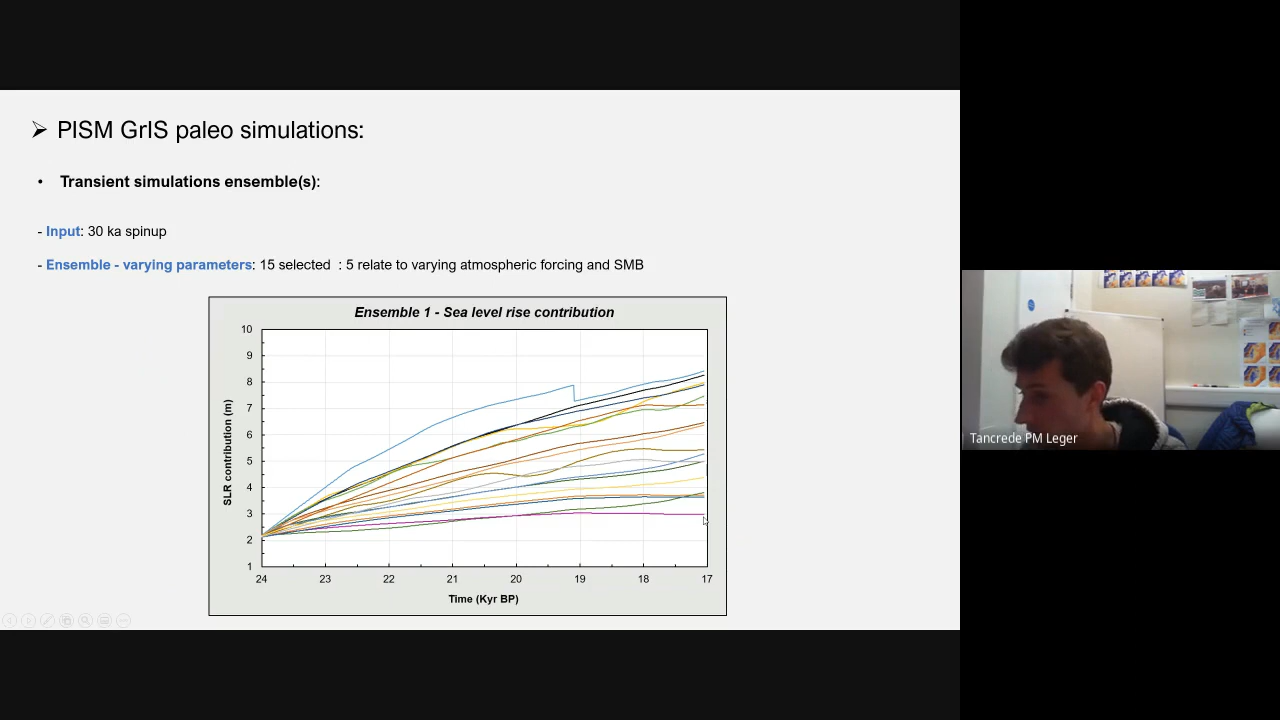 ➢ PISM GrIS paleo simulations:
• Transient simulations ensemble(s):
- Input: 30 ka spinup
- Ensemble - varying parameters: 15 selected : 5 relate to varying atmospheric forcing and SMB
Ensemble 1 - Sea level rise contribution
SLR contribution (m)
10
9
8
7
6
5
4
3
2
1
24 23 22 21 20 19 18 17
Time (Kyr BP)
Tancrede PM Leger